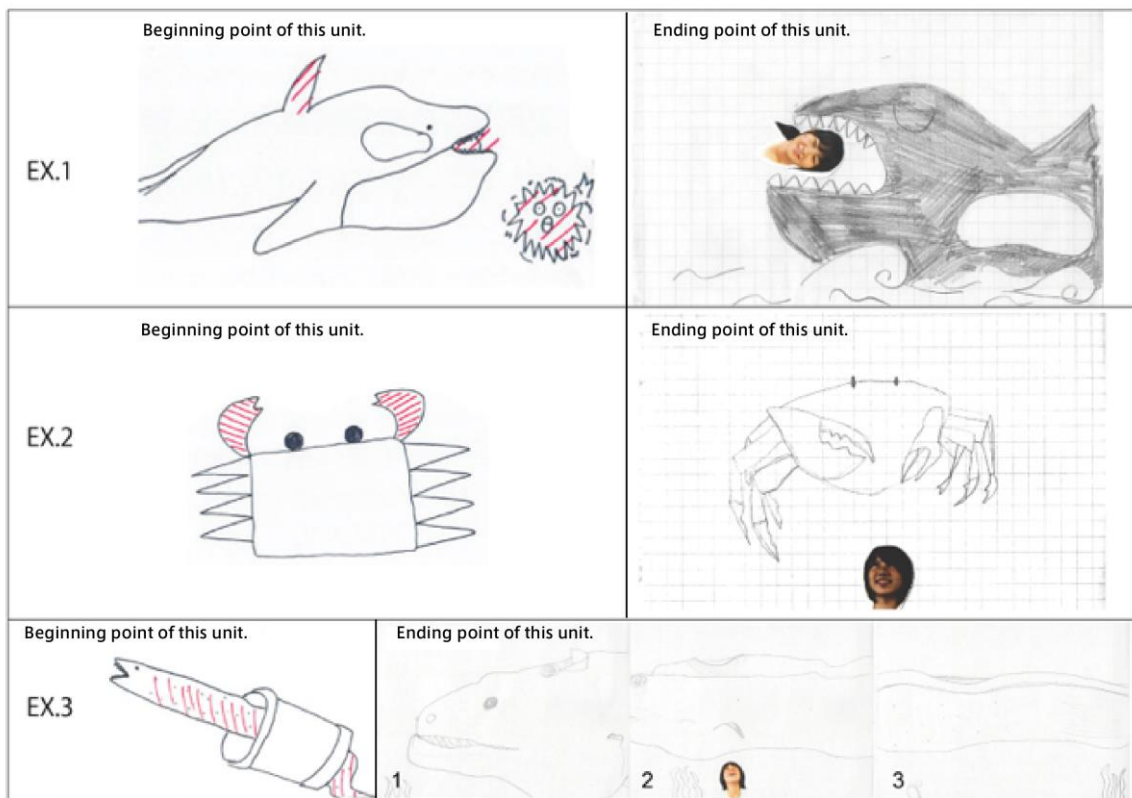 Beginning point of this unit.
Ending point of this unit.
EX.1
Beginning point of this unit.
Ending point of this unit.
EX.2
Beginning point of this unit.
Ending point of this unit.
EX.3
1
2
3